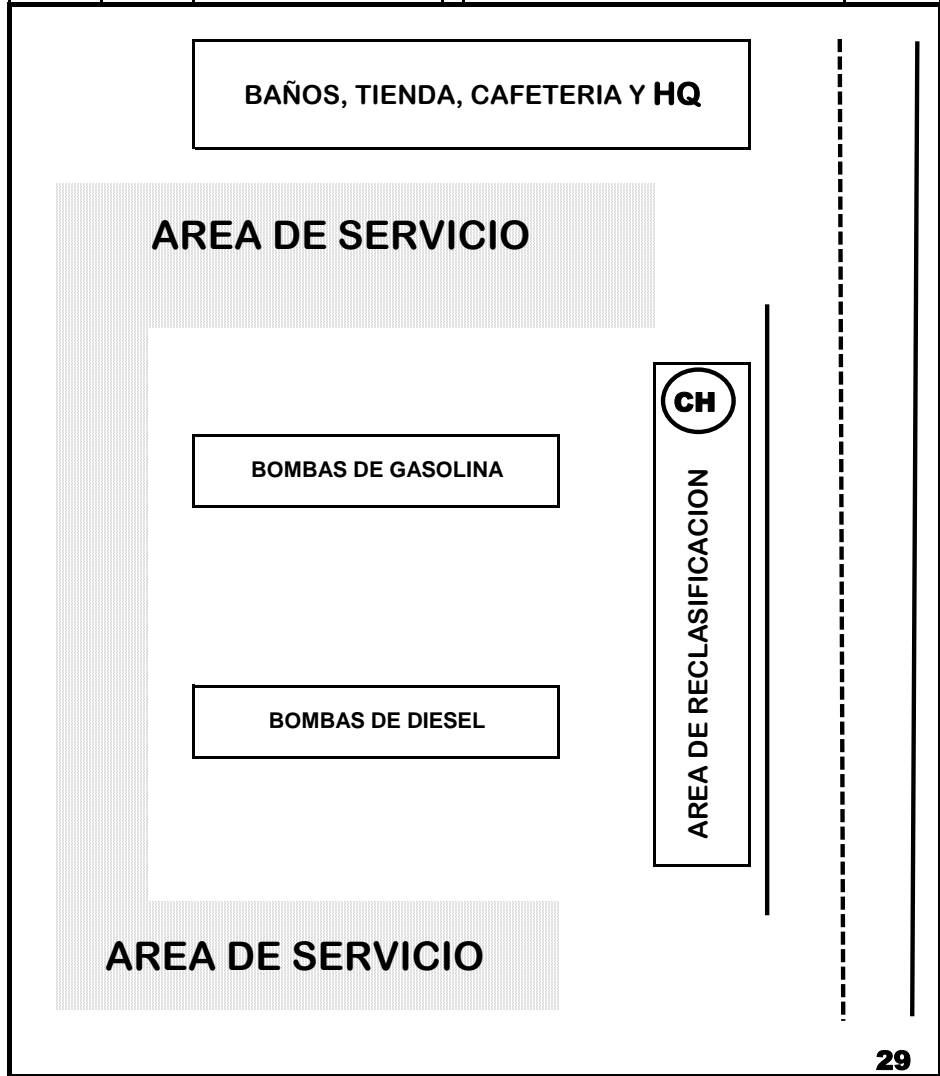 BAÑOS, TIENDA, CAFETERIA Y HQ
AREA DE SERVICIO
CH
BOMBAS DE GASOLINA
AREA DE RECLASIFICACION
BOMBAS DE DIESEL
AREA DE SERVICIO
29